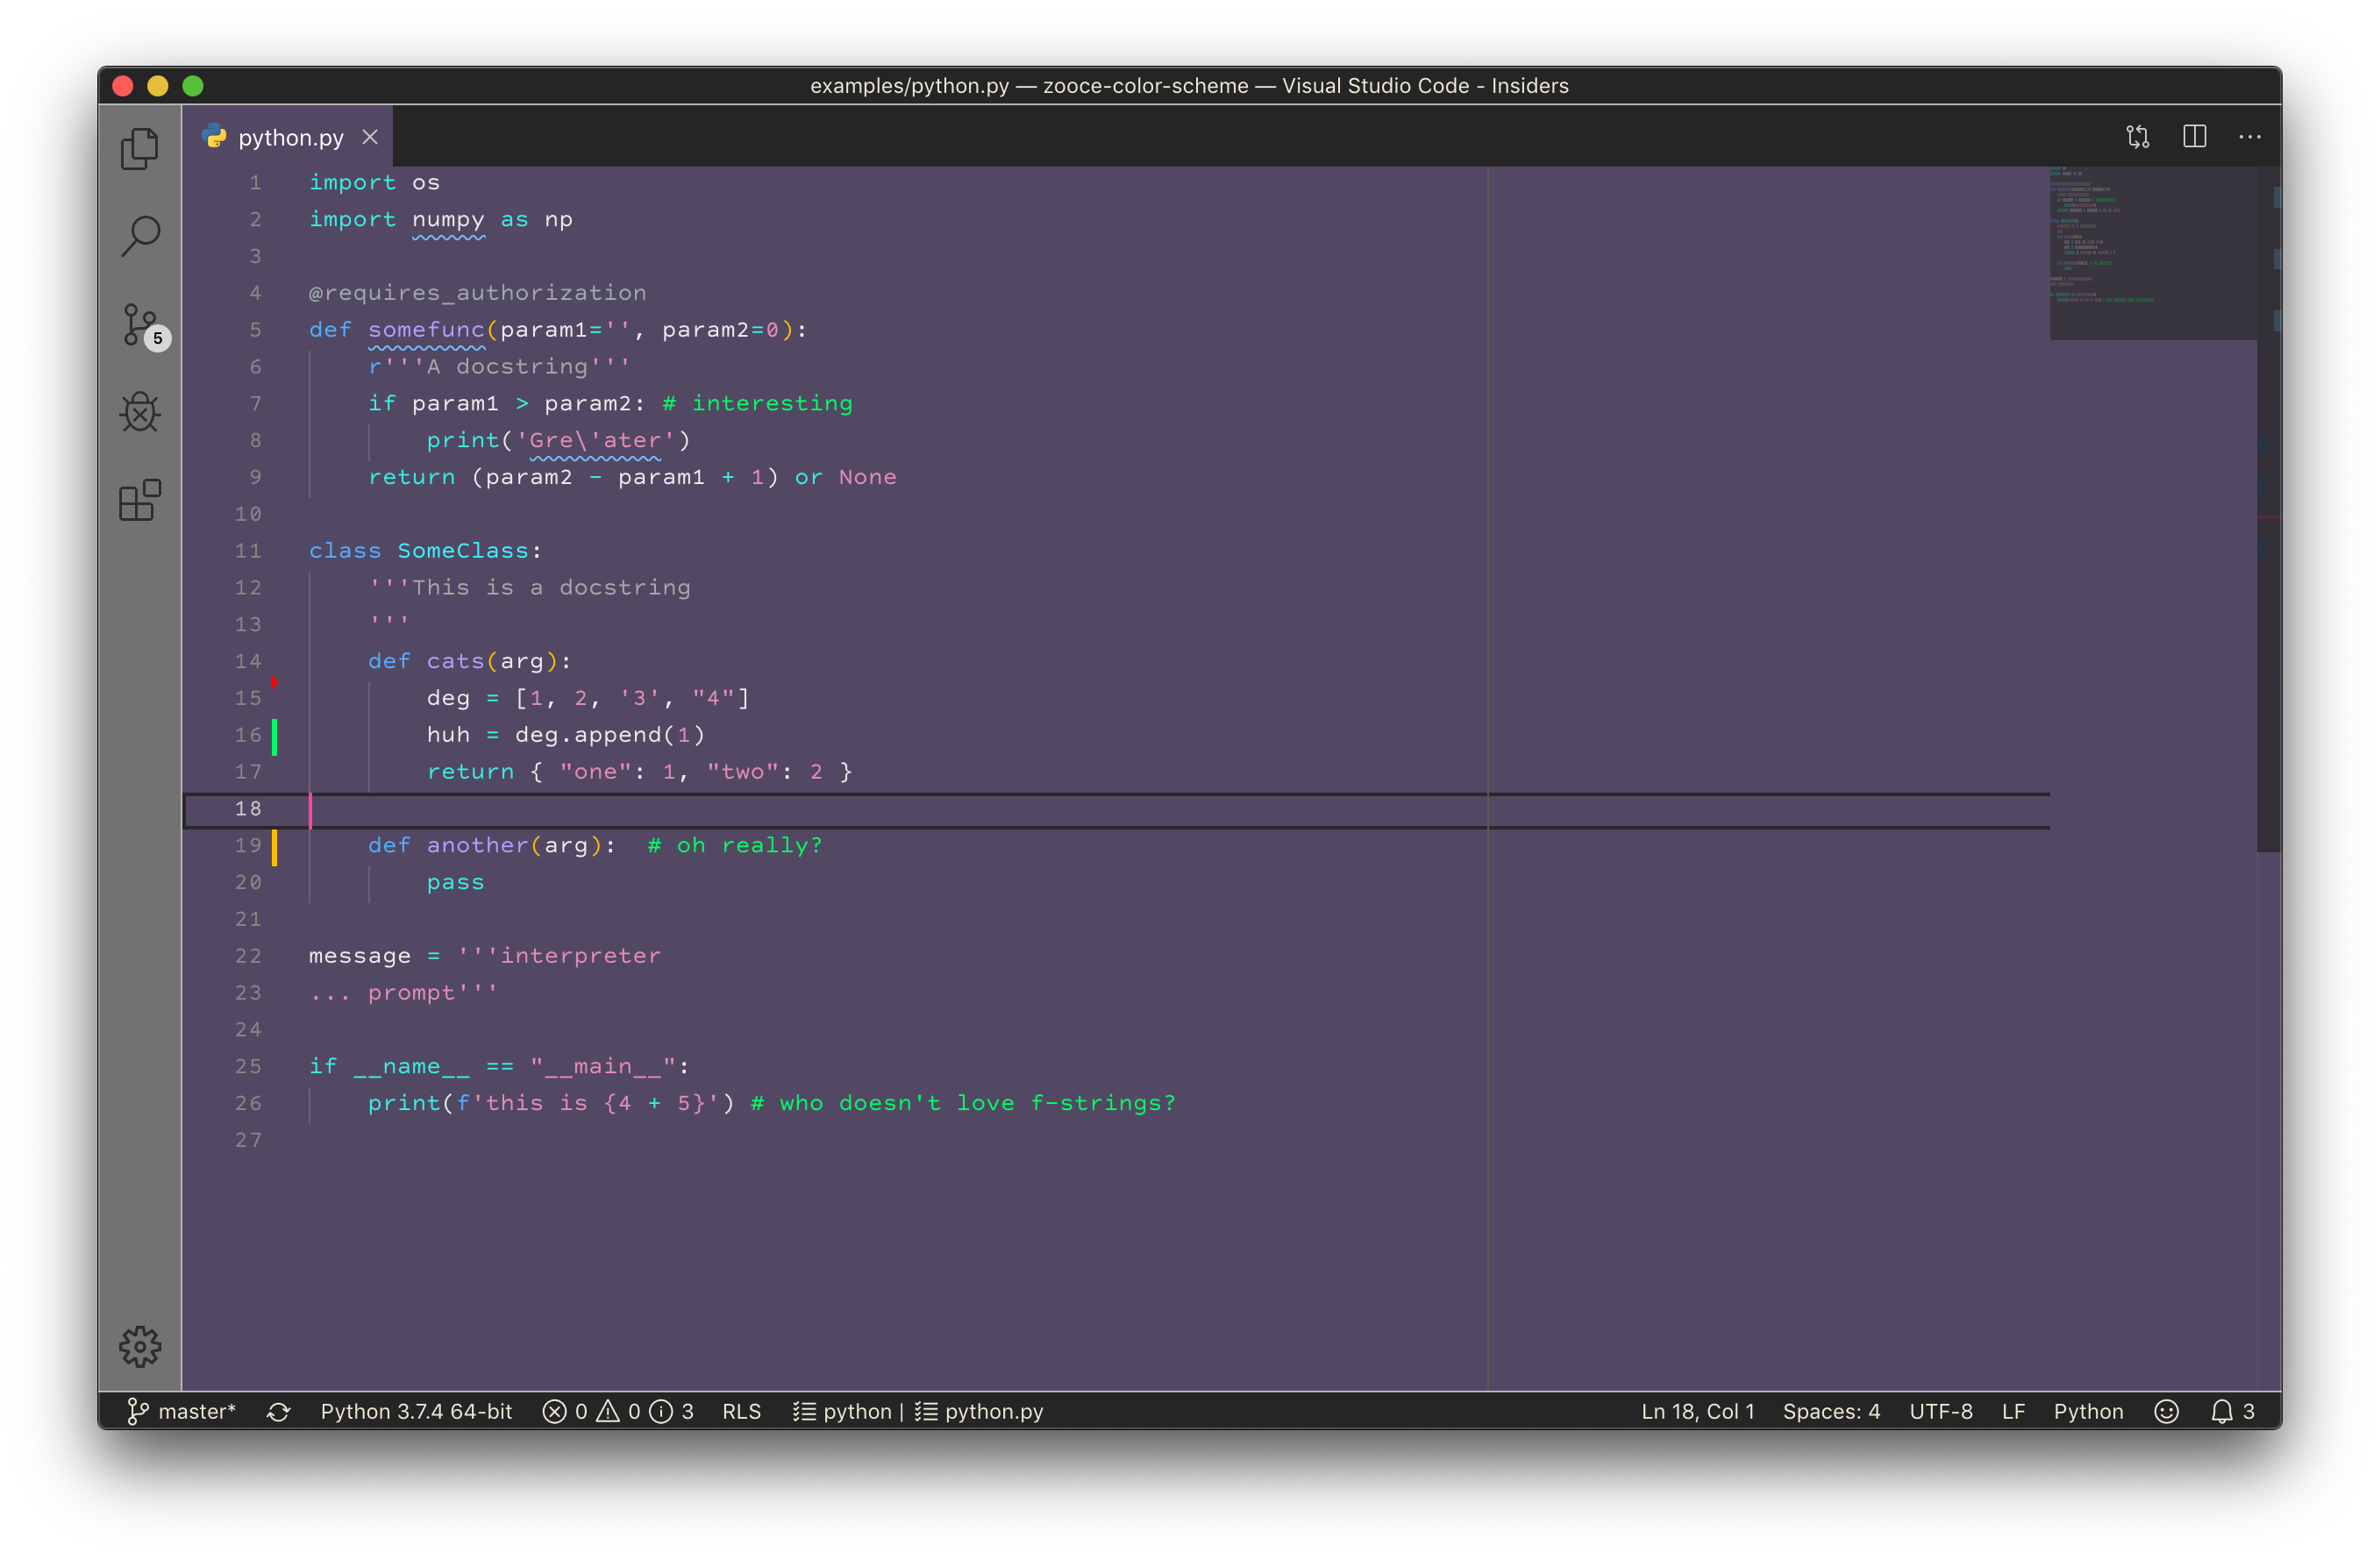 examples/python.py — zooce-color-scheme — Visual Studio Code - Insiders
python.py
5
1 import os
2 import numpy as np
3
4 @requires_authorization
5 def somefunc(param1='', param2=0):
6     r'''A docstring'''
7     if param1 > param2: # interesting
8         print('Gre\'ater')
9     return (param2 - param1 + 1) or None
10
11 class SomeClass:
12     '''This is a docstring
13     '''
14     def cats(arg):
15         deg = [1, 2, '3', "4"]
16         huh = deg.append(1)
17         return { "one": 1, "two": 2 }
18
19     def another(arg):  # oh really?
20         pass
21
22 message = '''interpreter
23 ... prompt'''
24
25 if __name__ == "__main__":
26     print(f'this is {4 + 5}') # who doesn't love f-strings?
27
master* Python 3.7.4 64-bit 0 0 3 RLS python | python.py Ln 18, Col 1 Spaces: 4 UTF-8 LF Python 3